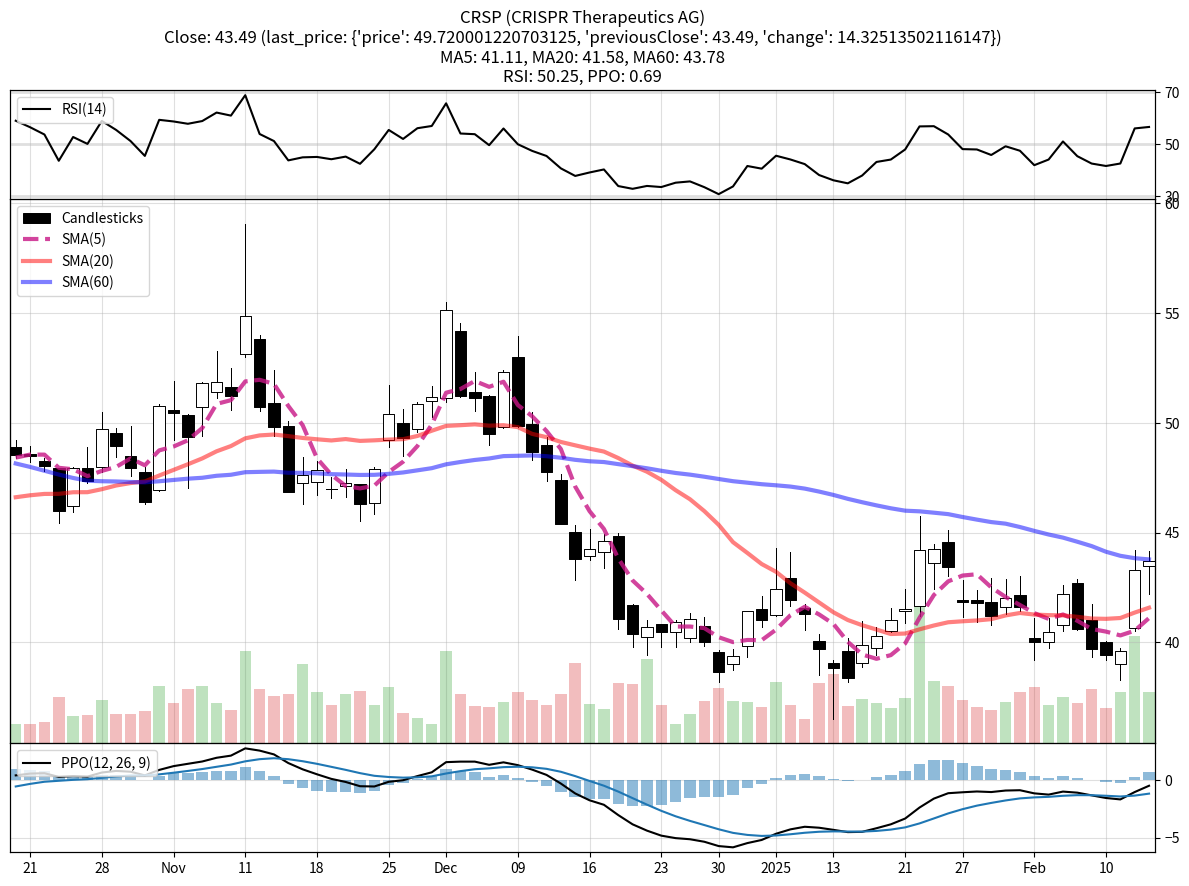 CRSP (CRISPR Therapeutics AG)
Close: 43.49 (last_price: {'price': 49.720001220703125, 'previousClose': 43.49, 'change': 14.32513502116147})
MA5: 41.11, MA20: 41.58, MA60: 43.78
RSI: 50.25, PPO: 0.69
RSI(14)
70
50
30
Candlesticks
SMA(5)
SMA(20)
SMA(60)
60
55
50
45
40
PPO(12, 26, 9)
0
−5
21 28 Nov 11 18 25 Dec 09 16 23 30 2025 13 21 27 Feb 10